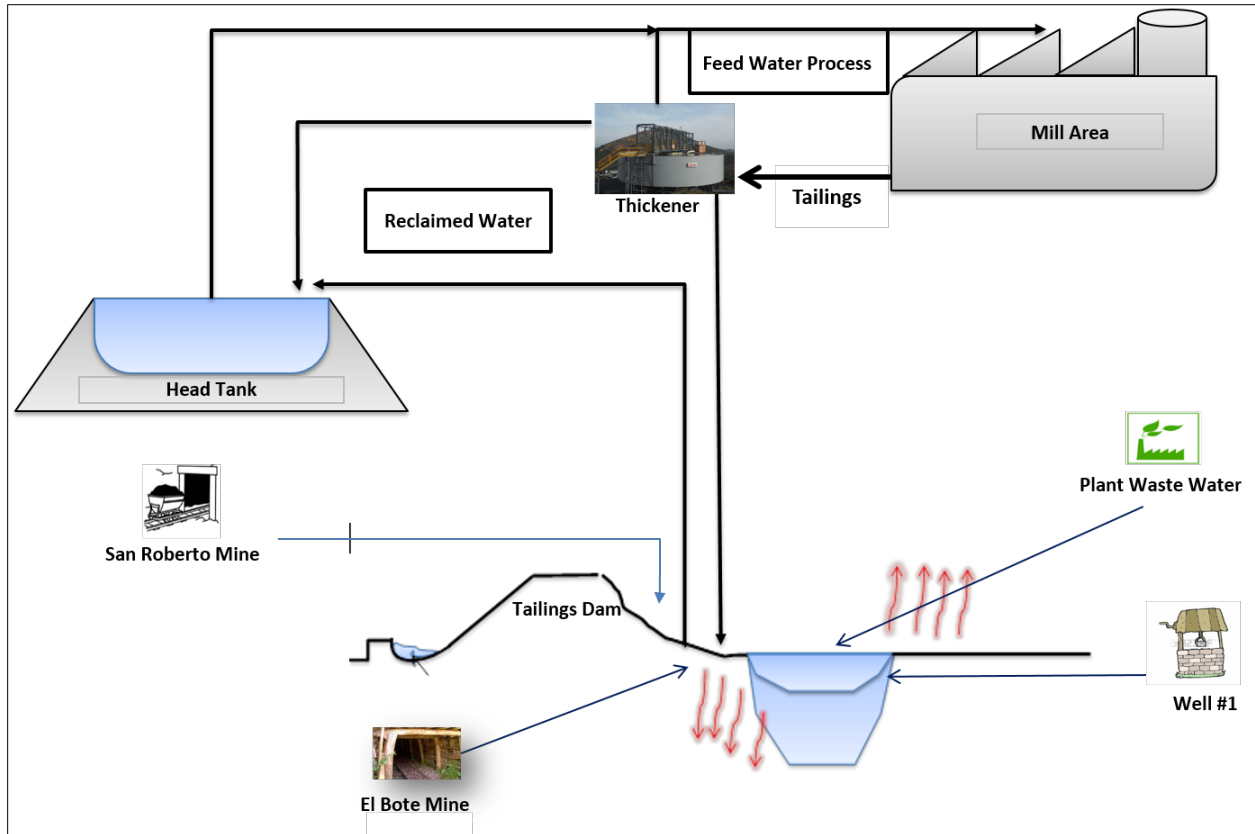 Feed Water Process
Mill Area
Thickener
Tailings
Reclaimed Water
Head Tank
Plant Waste Water
San Roberto Mine
Tailings Dam
Well #1
El Bote Mine